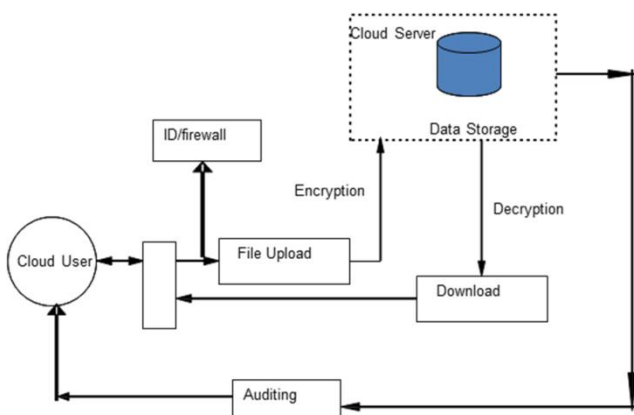 Cloud Server
Data Storage
ID/firewall
Encryption
Decryption
Cloud User
File Upload
Download
Auditing